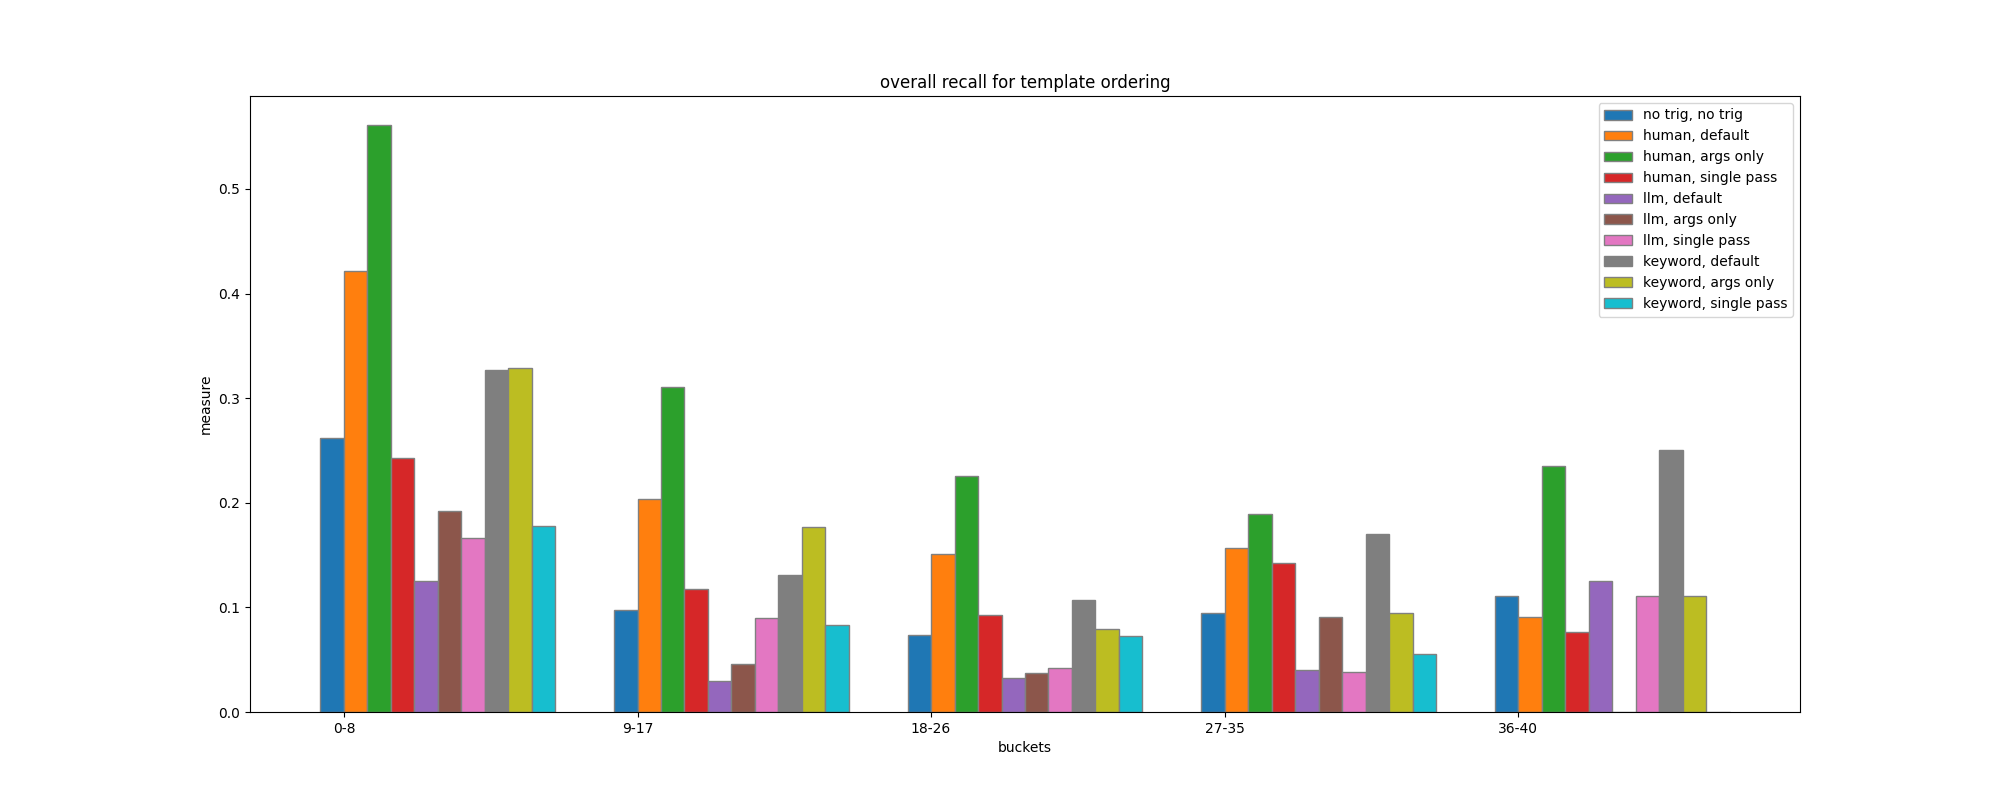 overall recall for template ordering
no trig, no trig
human, default
human, args only
human, single pass
llm, default
llm, args only
llm, single pass
keyword, default
keyword, args only
keyword, single pass
measure
0.5
0.4
0.3
0.2
0.1
0.0
0-8 9-17 18-26 27-35 36-40
buckets